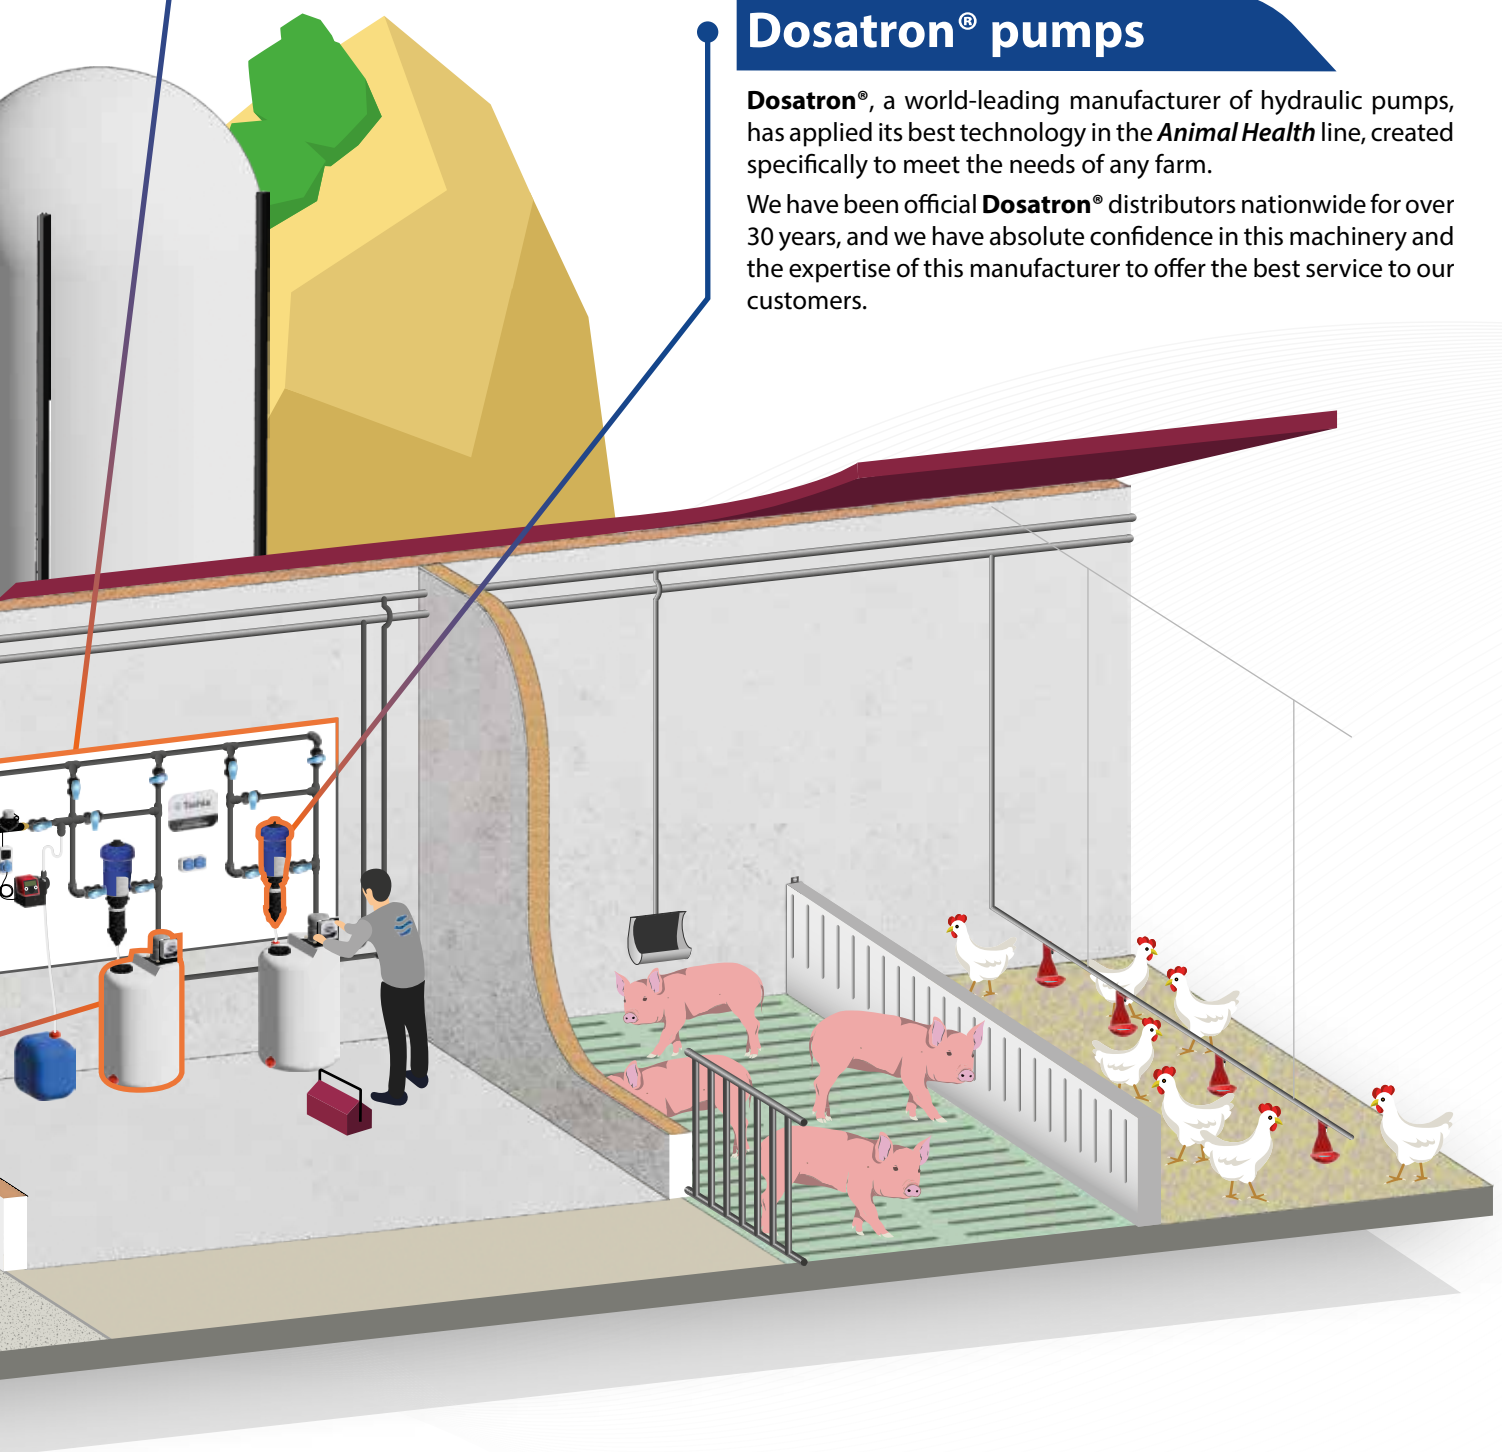 Dosatron® pumps
Dosatron®, a world-leading manufacturer of hydraulic pumps,
has applied its best technology in the Animal Health line, created
specifically to meet the needs of any farm.
We have been official Dosatron® distributors nationwide for over
30 years, and we have absolute confidence in this machinery and
the expertise of this manufacturer to offer the best service to our
customers.